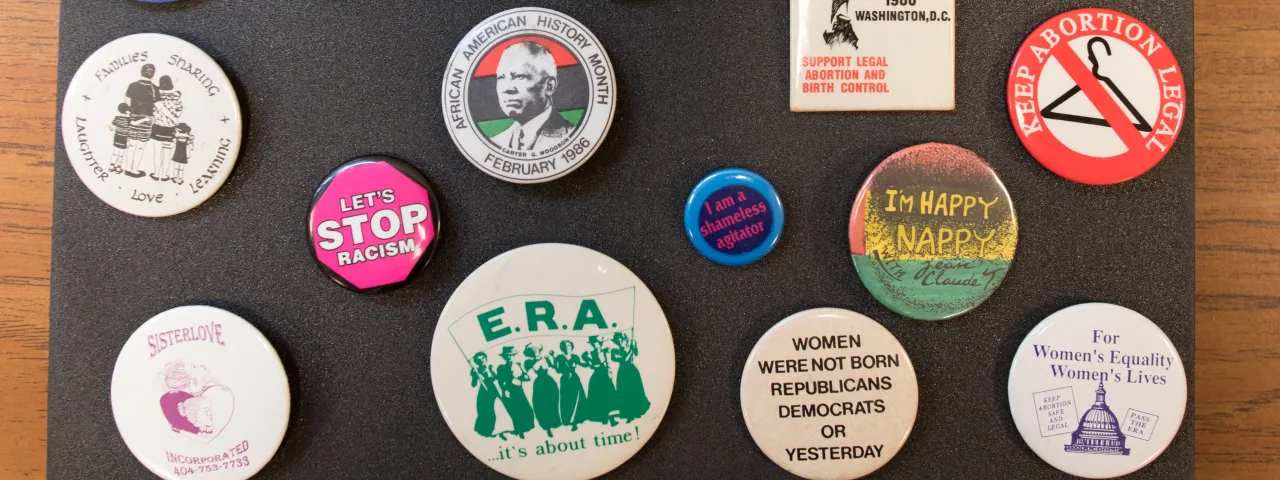 FAMILIES SHARING
LAUGHTER · LOVE · LEARNING
AFRICAN AMERICAN HISTORY MONTH
CARTER G. WOODSON
FEBRUARY 1986
WASHINGTON, D.C.
SUPPORT LEGAL
ABORTION AND
BIRTH CONTROL
KEEP ABORTION LEGAL
LET'S
STOP
RACISM
I am a
shameless
agitator
I'M HAPPY
NAPPY
WITH Jean
Claude T.
SISTERLOVE
INCORPORATED
404-753-7733
E.R.A.
...it's about time!
WOMEN
WERE NOT BORN
REPUBLICANS
DEMOCRATS
OR
YESTERDAY
For
Women's Equality
Women's Lives
KEEP
ABORTION
SAFE
AND
LEGAL
PASS
THE
ERA